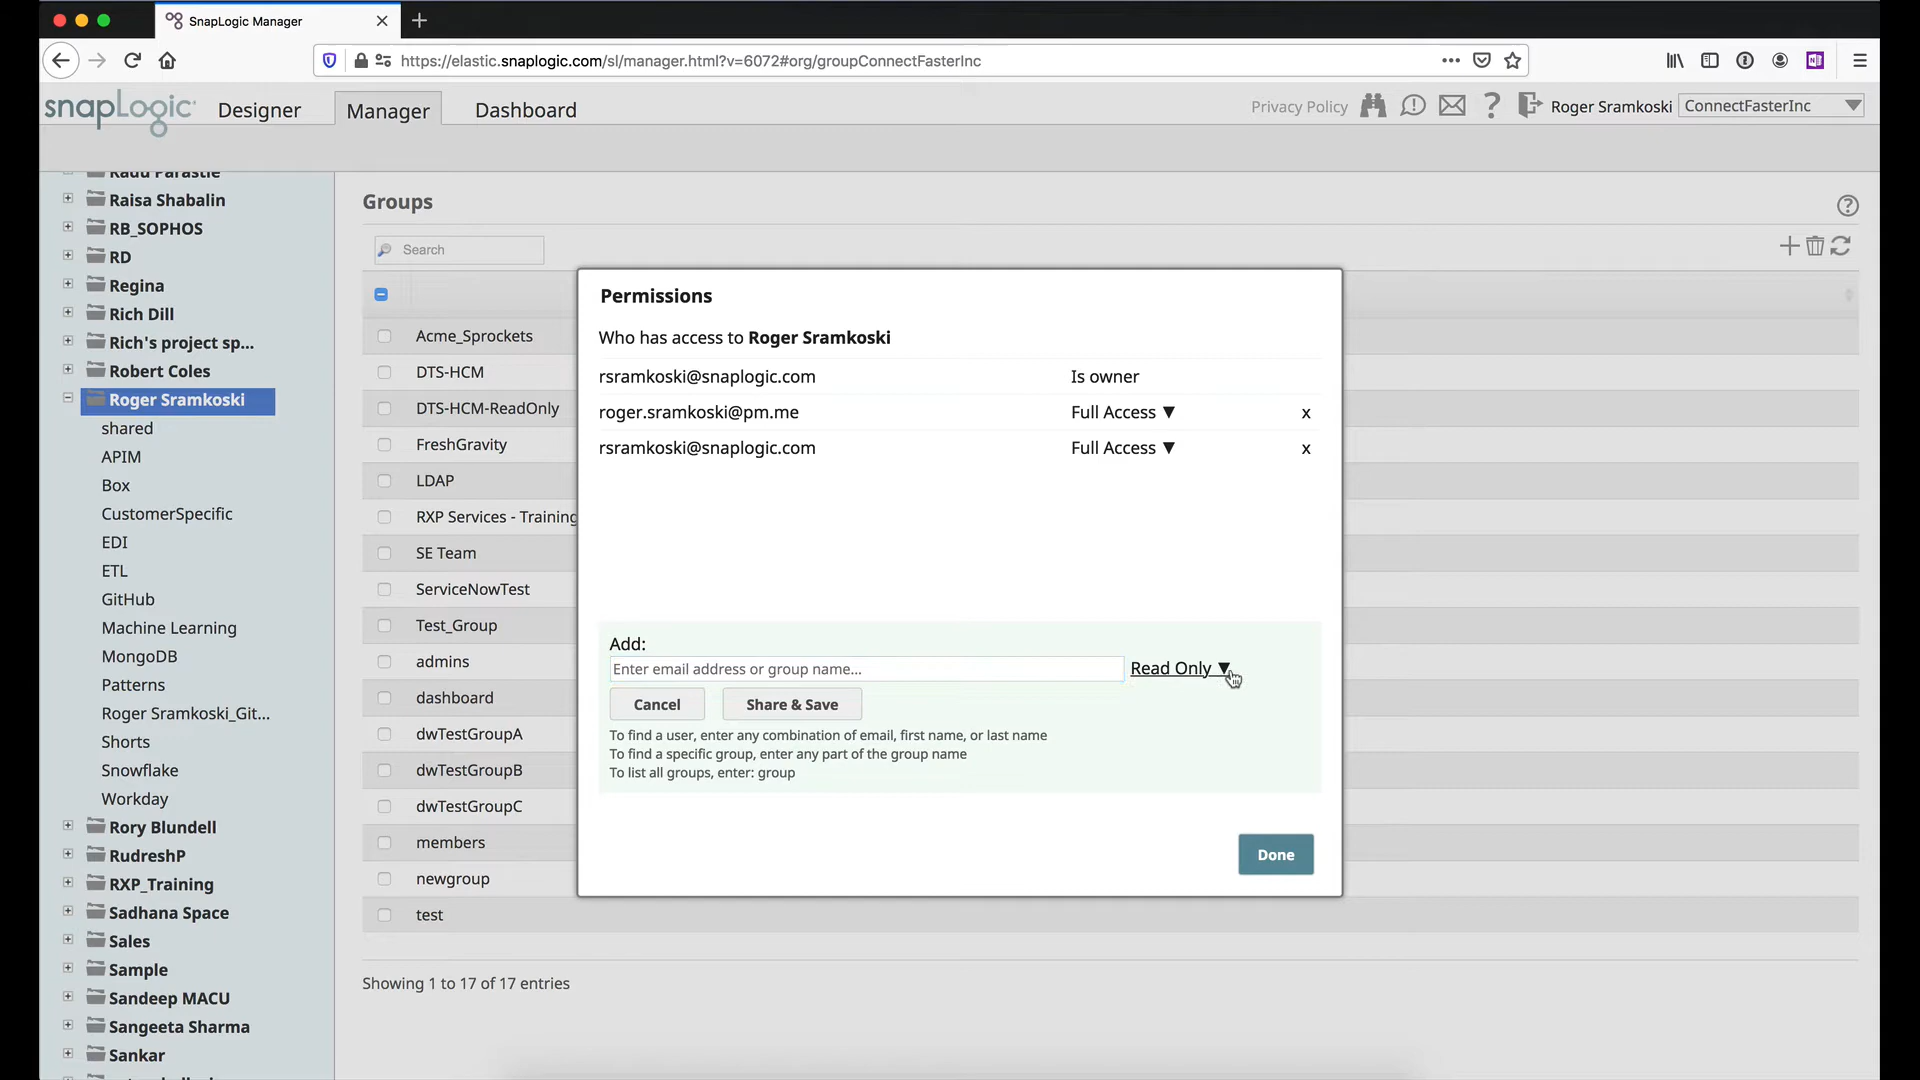 SnapLogic Manager
https://elastic.snaplogic.com/sl/manager.html?v=6072#org/groupConnectFasterInc
snapLogic
Designer
Manager
Dashboard
Privacy Policy
Roger Sramkoski
ConnectFasterInc
Radu Parastie
Raisa Shabalin
RB_SOPHOS
RD
Regina
Rich Dill
Rich's project sp...
Robert Coles
Roger Sramkoski
shared
APIM
Box
CustomerSpecific
EDI
ETL
GitHub
Machine Learning
MongoDB
Patterns
Roger Sramkoski_Git...
Shorts
Snowflake
Workday
Rory Blundell
RudreshP
RXP_Training
Sadhana Space
Sales
Sample
Sandeep MACU
Sangeeta Sharma
Sankar
Groups
Search
Acme_Sprockets
DTS-HCM
DTS-HCM-ReadOnly
FreshGravity
LDAP
RXP Services - Training
SE Team
ServiceNowTest
Test_Group
admins
dashboard
dwTestGroupA
dwTestGroupB
dwTestGroupC
members
newgroup
test
Showing 1 to 17 of 17 entries
Permissions
Who has access to Roger Sramkoski
rsramkoski@snaplogic.com Is owner
roger.sramkoski@pm.me Full Access ▼ x
rsramkoski@snaplogic.com Full Access ▼ x
Add:
Enter email address or group name... Read Only ▼
Cancel Share & Save
To find a user, enter any combination of email, first name, or last name
To find a specific group, enter any part of the group name
To list all groups, enter: group
Done